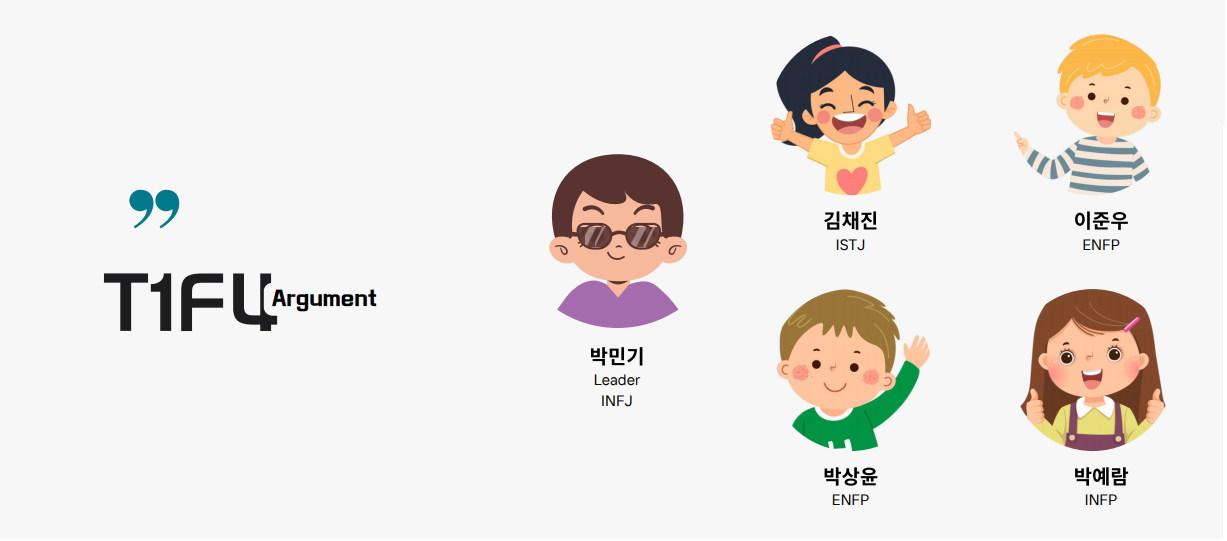 ”
T1F4
Argument
박민기
Leader
INFJ
김채진
ISTJ
이준우
ENFP
박상윤
ENFP
박예람
INFP